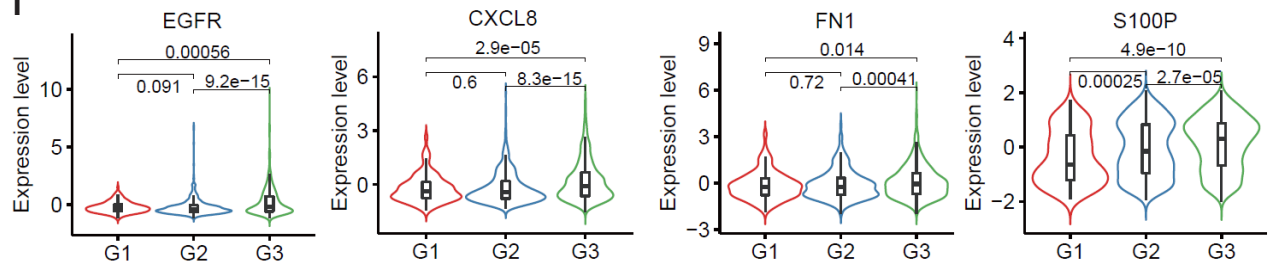 EGFR
Expression level
10
5
0
0.00056
0.091
9.2e−15
G1 G2 G3
CXCL8
Expression level
6
3
0
2.9e−05
0.6
8.3e−15
G1 G2 G3
FN1
Expression level
9
6
3
0
−3
0.014
0.72
0.00041
G1 G2 G3
S100P
Expression level
4
2
0
−2
4.9e−10
0.00025
2.7e−05
G1 G2 G3